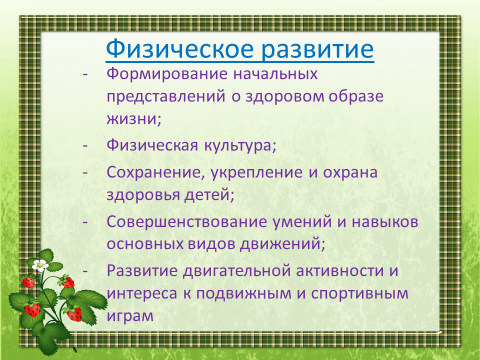 Физическое развитие
- Формирование начальных
представлений о здоровом образе
жизни;
- Физическая культура;
- Сохранение, укрепление и охрана
здоровья детей;
- Совершенствование умений и навыков
основных видов движений;
- Развитие двигательной активности и
интереса к подвижным и спортивным
играм